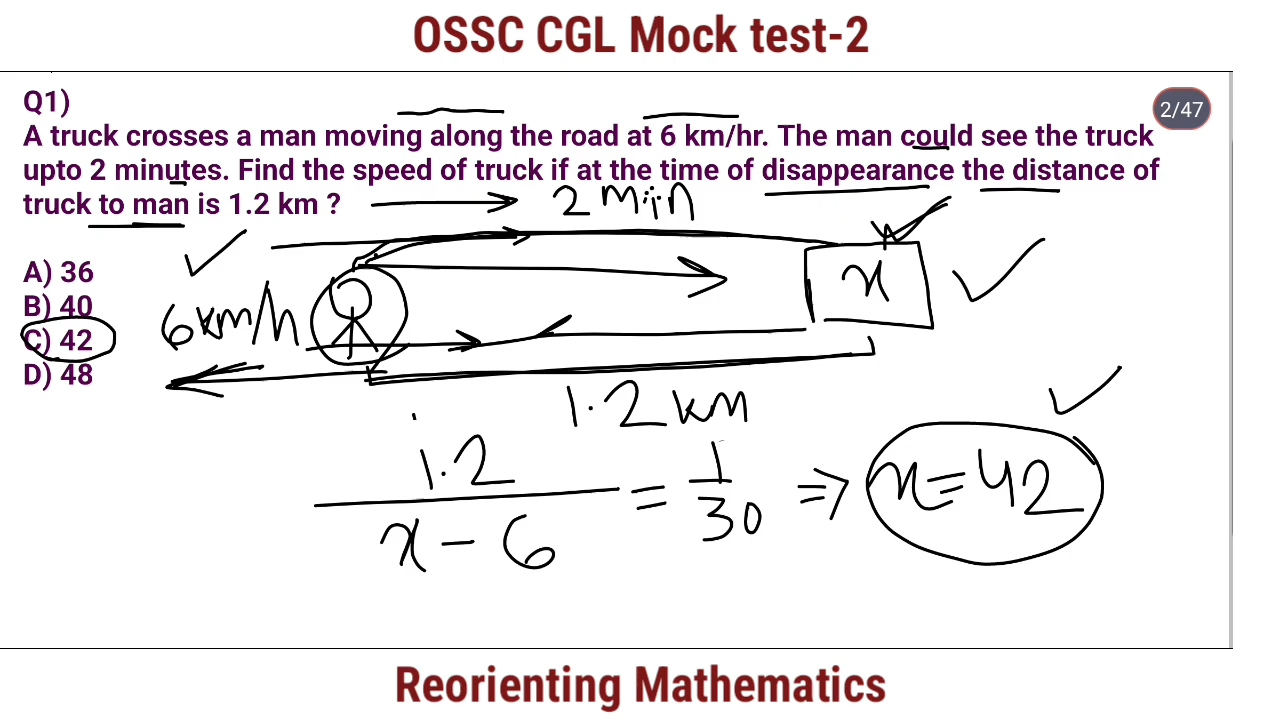 OSSC CGL Mock test-2
Q1)
2/47
A truck crosses a man moving along the road at 6 km/hr. The man could see the truck
upto 2 minutes. Find the speed of truck if at the time of disappearance the distance of
truck to man is 1.2 km ?
2 min
A) 36
B) 40
C) 42
D) 48
6 km/h
x
1.2 km
1.2 / x - 6 = 1/30 ⇒ x = 42
Reorienting Mathematics